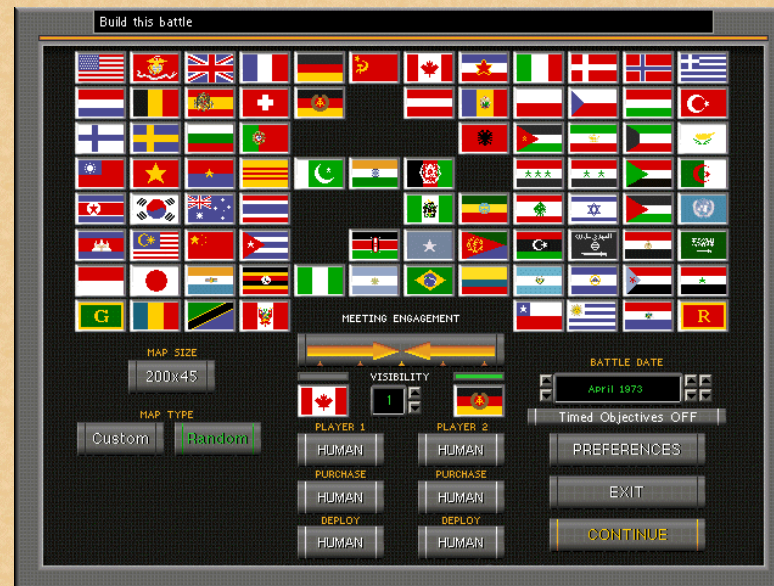 Build this battle
G
R
MEETING ENGAGEMENT
MAP SIZE
200x45
MAP TYPE
Custom
Random
VISIBILITY
1
PLAYER 1
PLAYER 2
HUMAN
HUMAN
PURCHASE
PURCHASE
HUMAN
HUMAN
DEPLOY
DEPLOY
HUMAN
HUMAN
BATTLE DATE
April 1973
Timed Objectives OFF
PREFERENCES
EXIT
CONTINUE